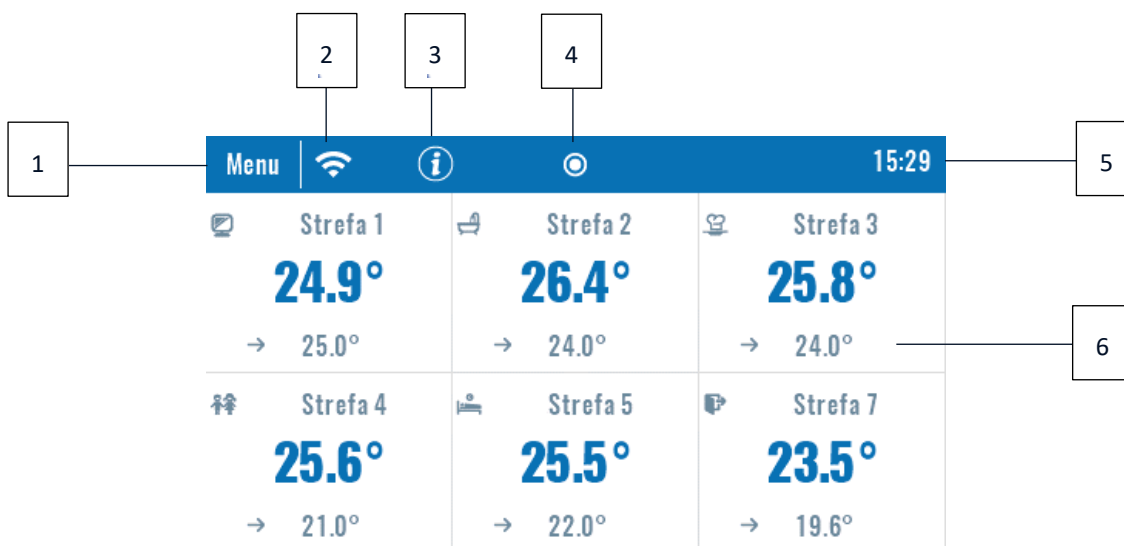 2 3 4
1 Menu i 15:29 5
Strefa 1 Strefa 2 Strefa 3
24.9° 26.4° 25.8°
→ 25.0° → 24.0° → 24.0° 6
Strefa 4 Strefa 5 Strefa 7
25.6° 25.5° 23.5°
→ 21.0° → 22.0° → 19.6°